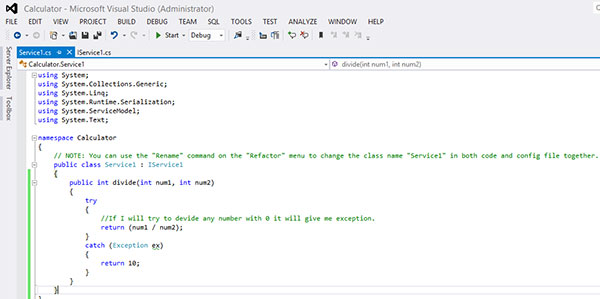 Calculator - Microsoft Visual Studio (Administrator)
FILE EDIT VIEW PROJECT BUILD DEBUG TEAM SQL TOOLS TEST ANALYZE WINDOW HELP
Start Debug
Service1.cs IService1.cs
Calculator.Service1 divide(int num1, int num2)
Server Explorer
Toolbox
using System;
using System.Collections.Generic;
using System.Linq;
using System.Runtime.Serialization;
using System.ServiceModel;
using System.Text;
namespace Calculator
{
// NOTE: You can use the "Rename" command on the "Refactor" menu to change the class name "Service1" in both code and config file together.
public class Service1 : IService1
{
public int divide(int num1, int num2)
{
try
{
//If I will try to devide any number with 0 it will give me exception.
return (num1 / num2);
}
catch (Exception ex)
{
return 10;
}
}
}
}